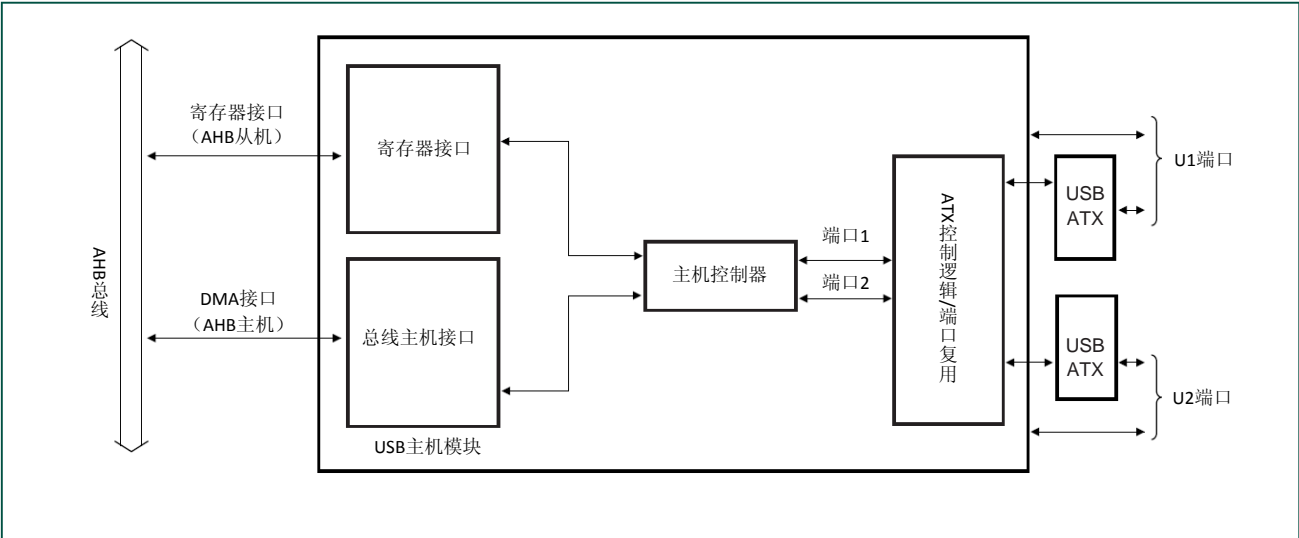 寄存器接口
（AHB从机）
寄存器接口
AHB总线
DMA接口
（AHB主机）
总线主机接口
USB主机模块
主机控制器
端口1
端口2
ATX控制逻辑/端口复用
USB
ATX
U1端口
USB
ATX
U2端口